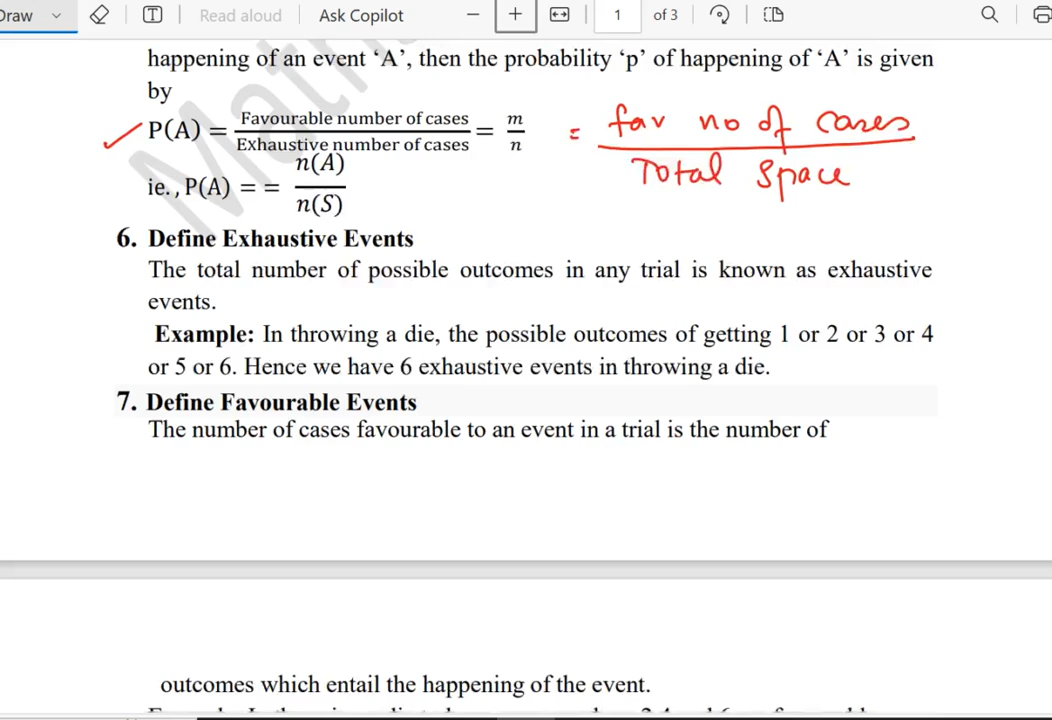 Draw
Read aloud
Ask Copilot
1
of 3
happening of an event ‘A’, then the probability ‘p’ of happening of ‘A’ is given
by
P(A) = Favourable number of cases / Exhaustive number of cases = m / n = fav no of cases / Total Space
ie. , P(A) = = n(A) / n(S)
6. Define Exhaustive Events
The total number of possible outcomes in any trial is known as exhaustive
events.
Example: In throwing a die, the possible outcomes of getting 1 or 2 or 3 or 4
or 5 or 6. Hence we have 6 exhaustive events in throwing a die.
7. Define Favourable Events
The number of cases favourable to an event in a trial is the number of
outcomes which entail the happening of the event.